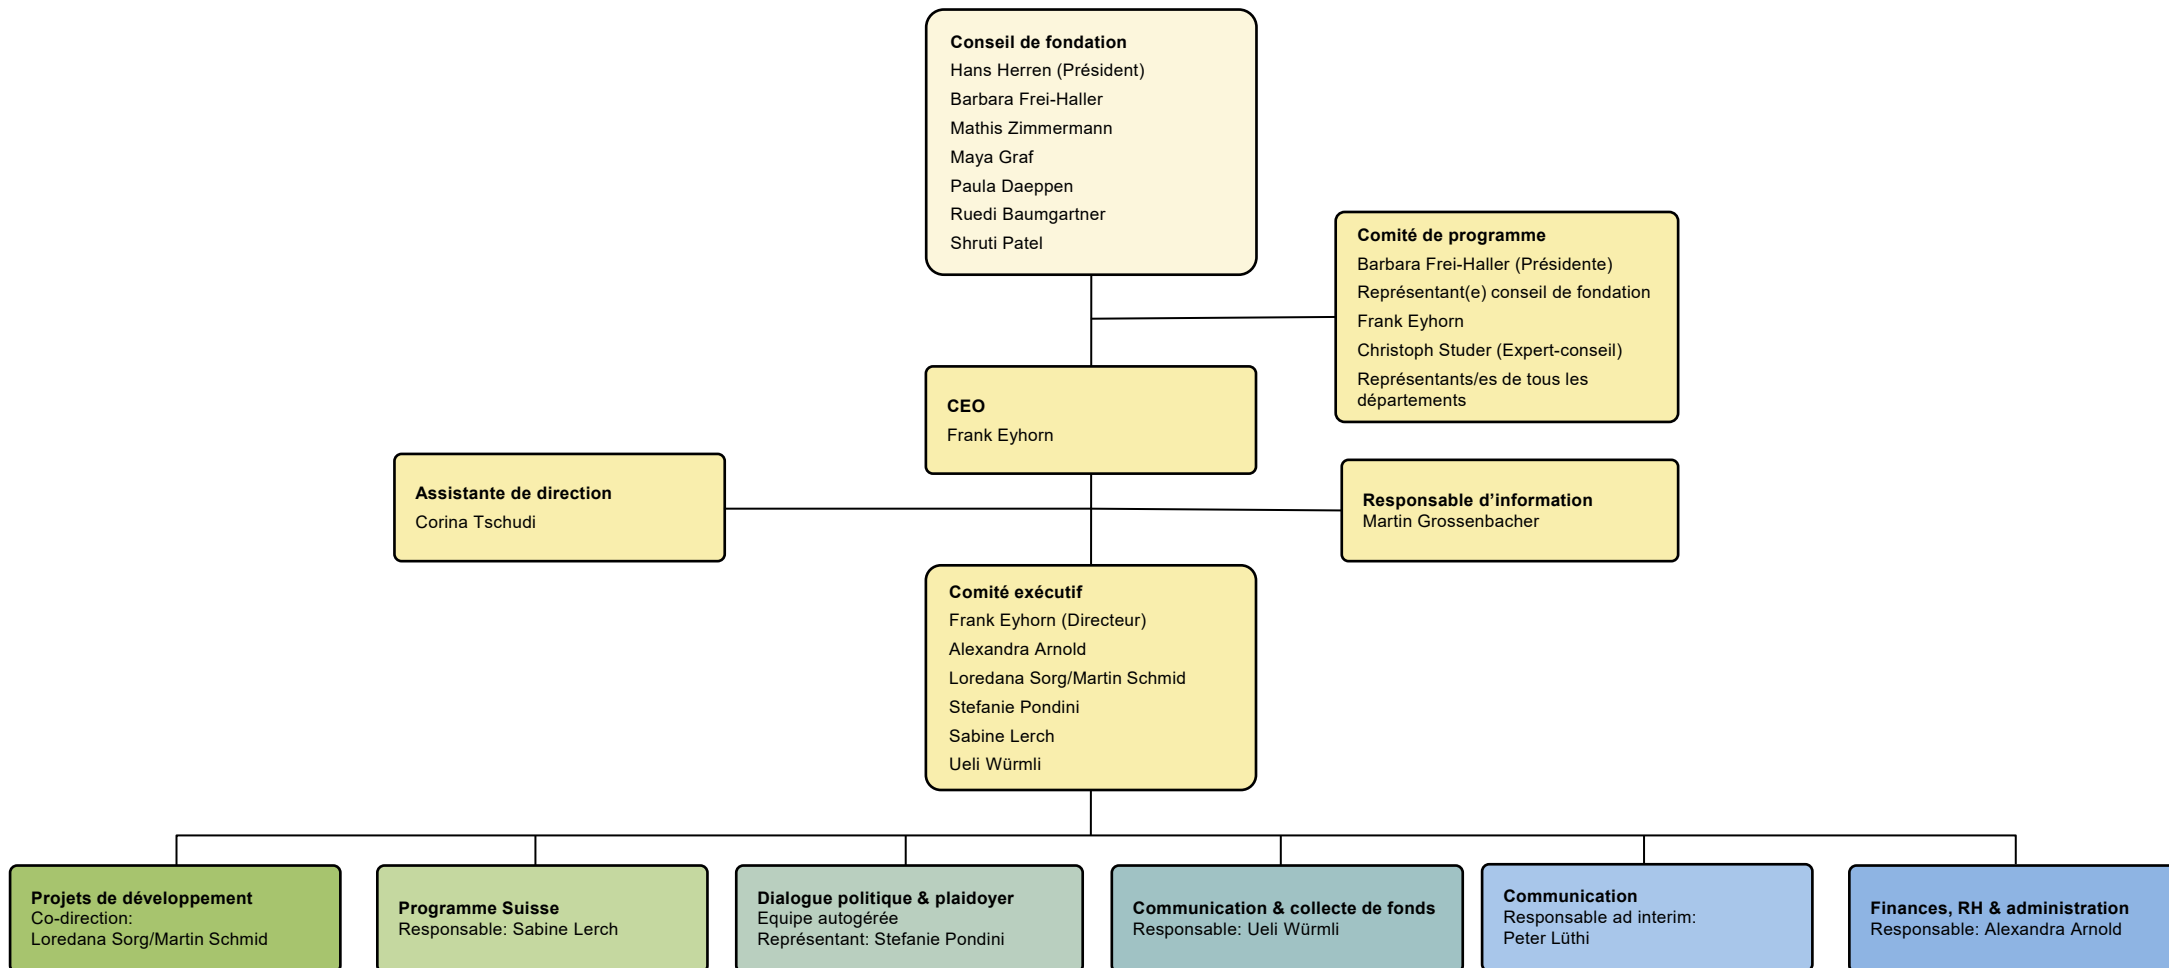 Conseil de fondation
Hans Herren (Président)
Barbara Frei-Haller
Mathis Zimmermann
Maya Graf
Paula Daeppen
Ruedi Baumgartner
Shruti Patel
Comité de programme
Barbara Frei-Haller (Présidente)
Représentant(e) conseil de fondation
Frank Eyhorn
Christoph Studer (Expert-conseil)
Représentants/es de tous les
départements
CEO
Frank Eyhorn
Assistante de direction
Corina Tschudi
Responsable d’information
Martin Grossenbacher
Comité exécutif
Frank Eyhorn (Directeur)
Alexandra Arnold
Loredana Sorg/Martin Schmid
Stefanie Pondini
Sabine Lerch
Ueli Würmli
Projets de développement
Co-direction:
Loredana Sorg/Martin Schmid
Programme Suisse
Responsable: Sabine Lerch
Dialogue politique & plaidoyer
Equipe autogérée
Représentant: Stefanie Pondini
Communication & collecte de fonds
Responsable: Ueli Würmli
Communication
Responsable ad interim:
Peter Lüthi
Finances, RH & administration
Responsable: Alexandra Arnold